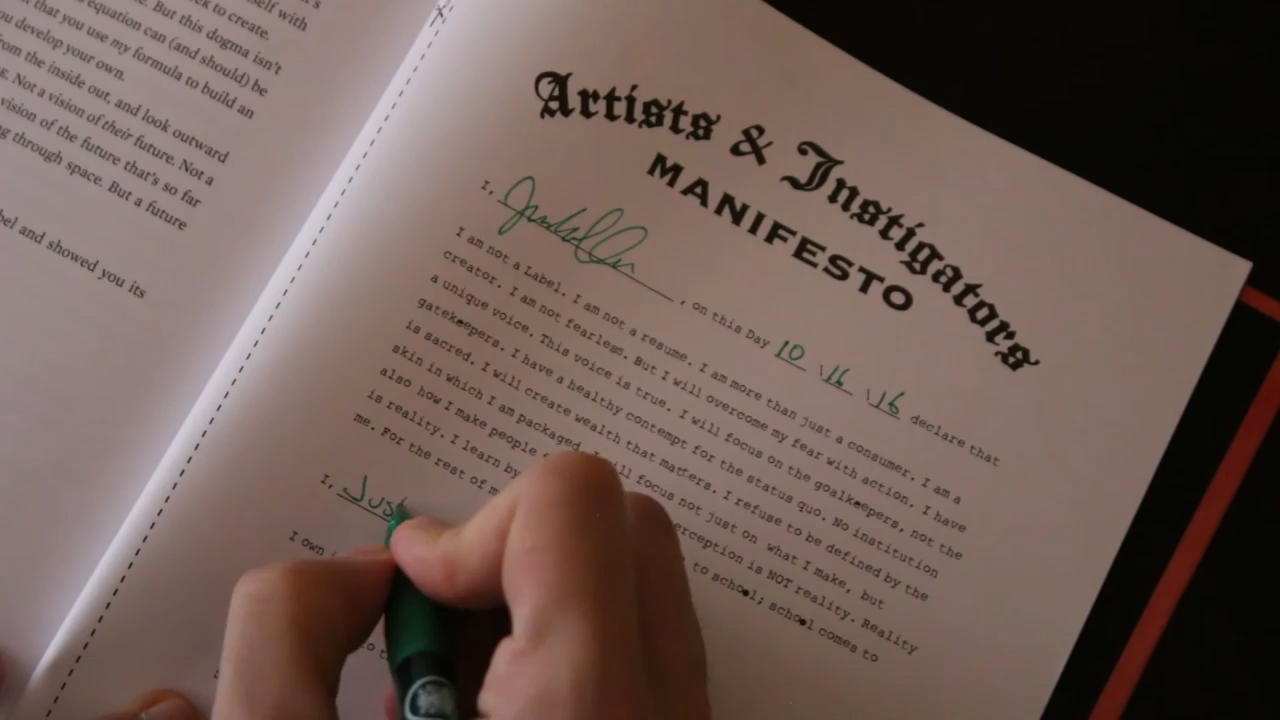 self with
ck to create.
e. But this dogma isn't
equation can (and should) be
k that you use my formula to build an
ou develop your own.
rom the inside out, and look outward
s. Not a vision of their future. Not a
vision of the future that's so far
g through space. But a future
bel and showed you its
Artists & Instigators
MANIFESTO
I,
, on this Day 10 \16 \16 declare that
I am not a Label. I am not a resume. I am more than just a consumer. I am a
creator. I am not fearless. But I will overcome my fear with action. I have
a unique voice. This voice is true. I will focus on the goalkeepers, not the
gatekeepers. I have a healthy contempt for the status quo. No institution
is sacred. I will create wealth that matters. I refuse to be defined by the
skin in which I am packaged. I will focus not just on what I make, but
also how I make people erception is NOT reality. Reality
is reality. I learn by to school; school comes to
me. For the rest of m
I, Just
I own